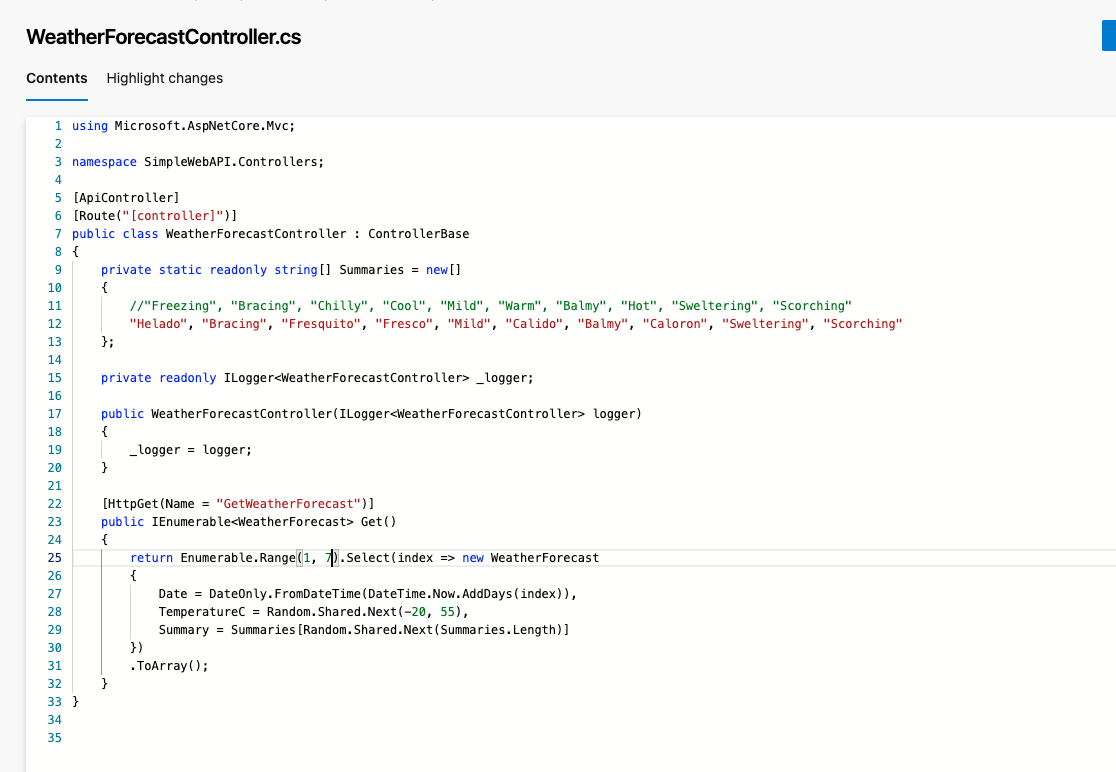 WeatherForecastController.cs
Contents Highlight changes
1 using Microsoft.AspNetCore.Mvc;
2
3 namespace SimpleWebAPI.Controllers;
4
5 [ApiController]
6 [Route("[controller]")]
7 public class WeatherForecastController : ControllerBase
8 {
9 private static readonly string[] Summaries = new[]
10 {
11 //"Freezing", "Bracing", "Chilly", "Cool", "Mild", "Warm", "Balmy", "Hot", "Sweltering", "Scorching"
12 "Helado", "Bracing", "Fresquito", "Fresco", "Mild", "Calido", "Balmy", "Caloron", "Sweltering", "Scorching"
13 };
14
15 private readonly ILogger<WeatherForecastController> _logger;
16
17 public WeatherForecastController(ILogger<WeatherForecastController> logger)
18 {
19 _logger = logger;
20 }
21
22 [HttpGet(Name = "GetWeatherForecast")]
23 public IEnumerable<WeatherForecast> Get()
24 {
25 return Enumerable.Range(1, 7).Select(index => new WeatherForecast
26 {
27 Date = DateOnly.FromDateTime(DateTime.Now.AddDays(index)),
28 TemperatureC = Random.Shared.Next(-20, 55),
29 Summary = Summaries[Random.Shared.Next(Summaries.Length)]
30 })
31 .ToArray();
32 }
33 }
34
35